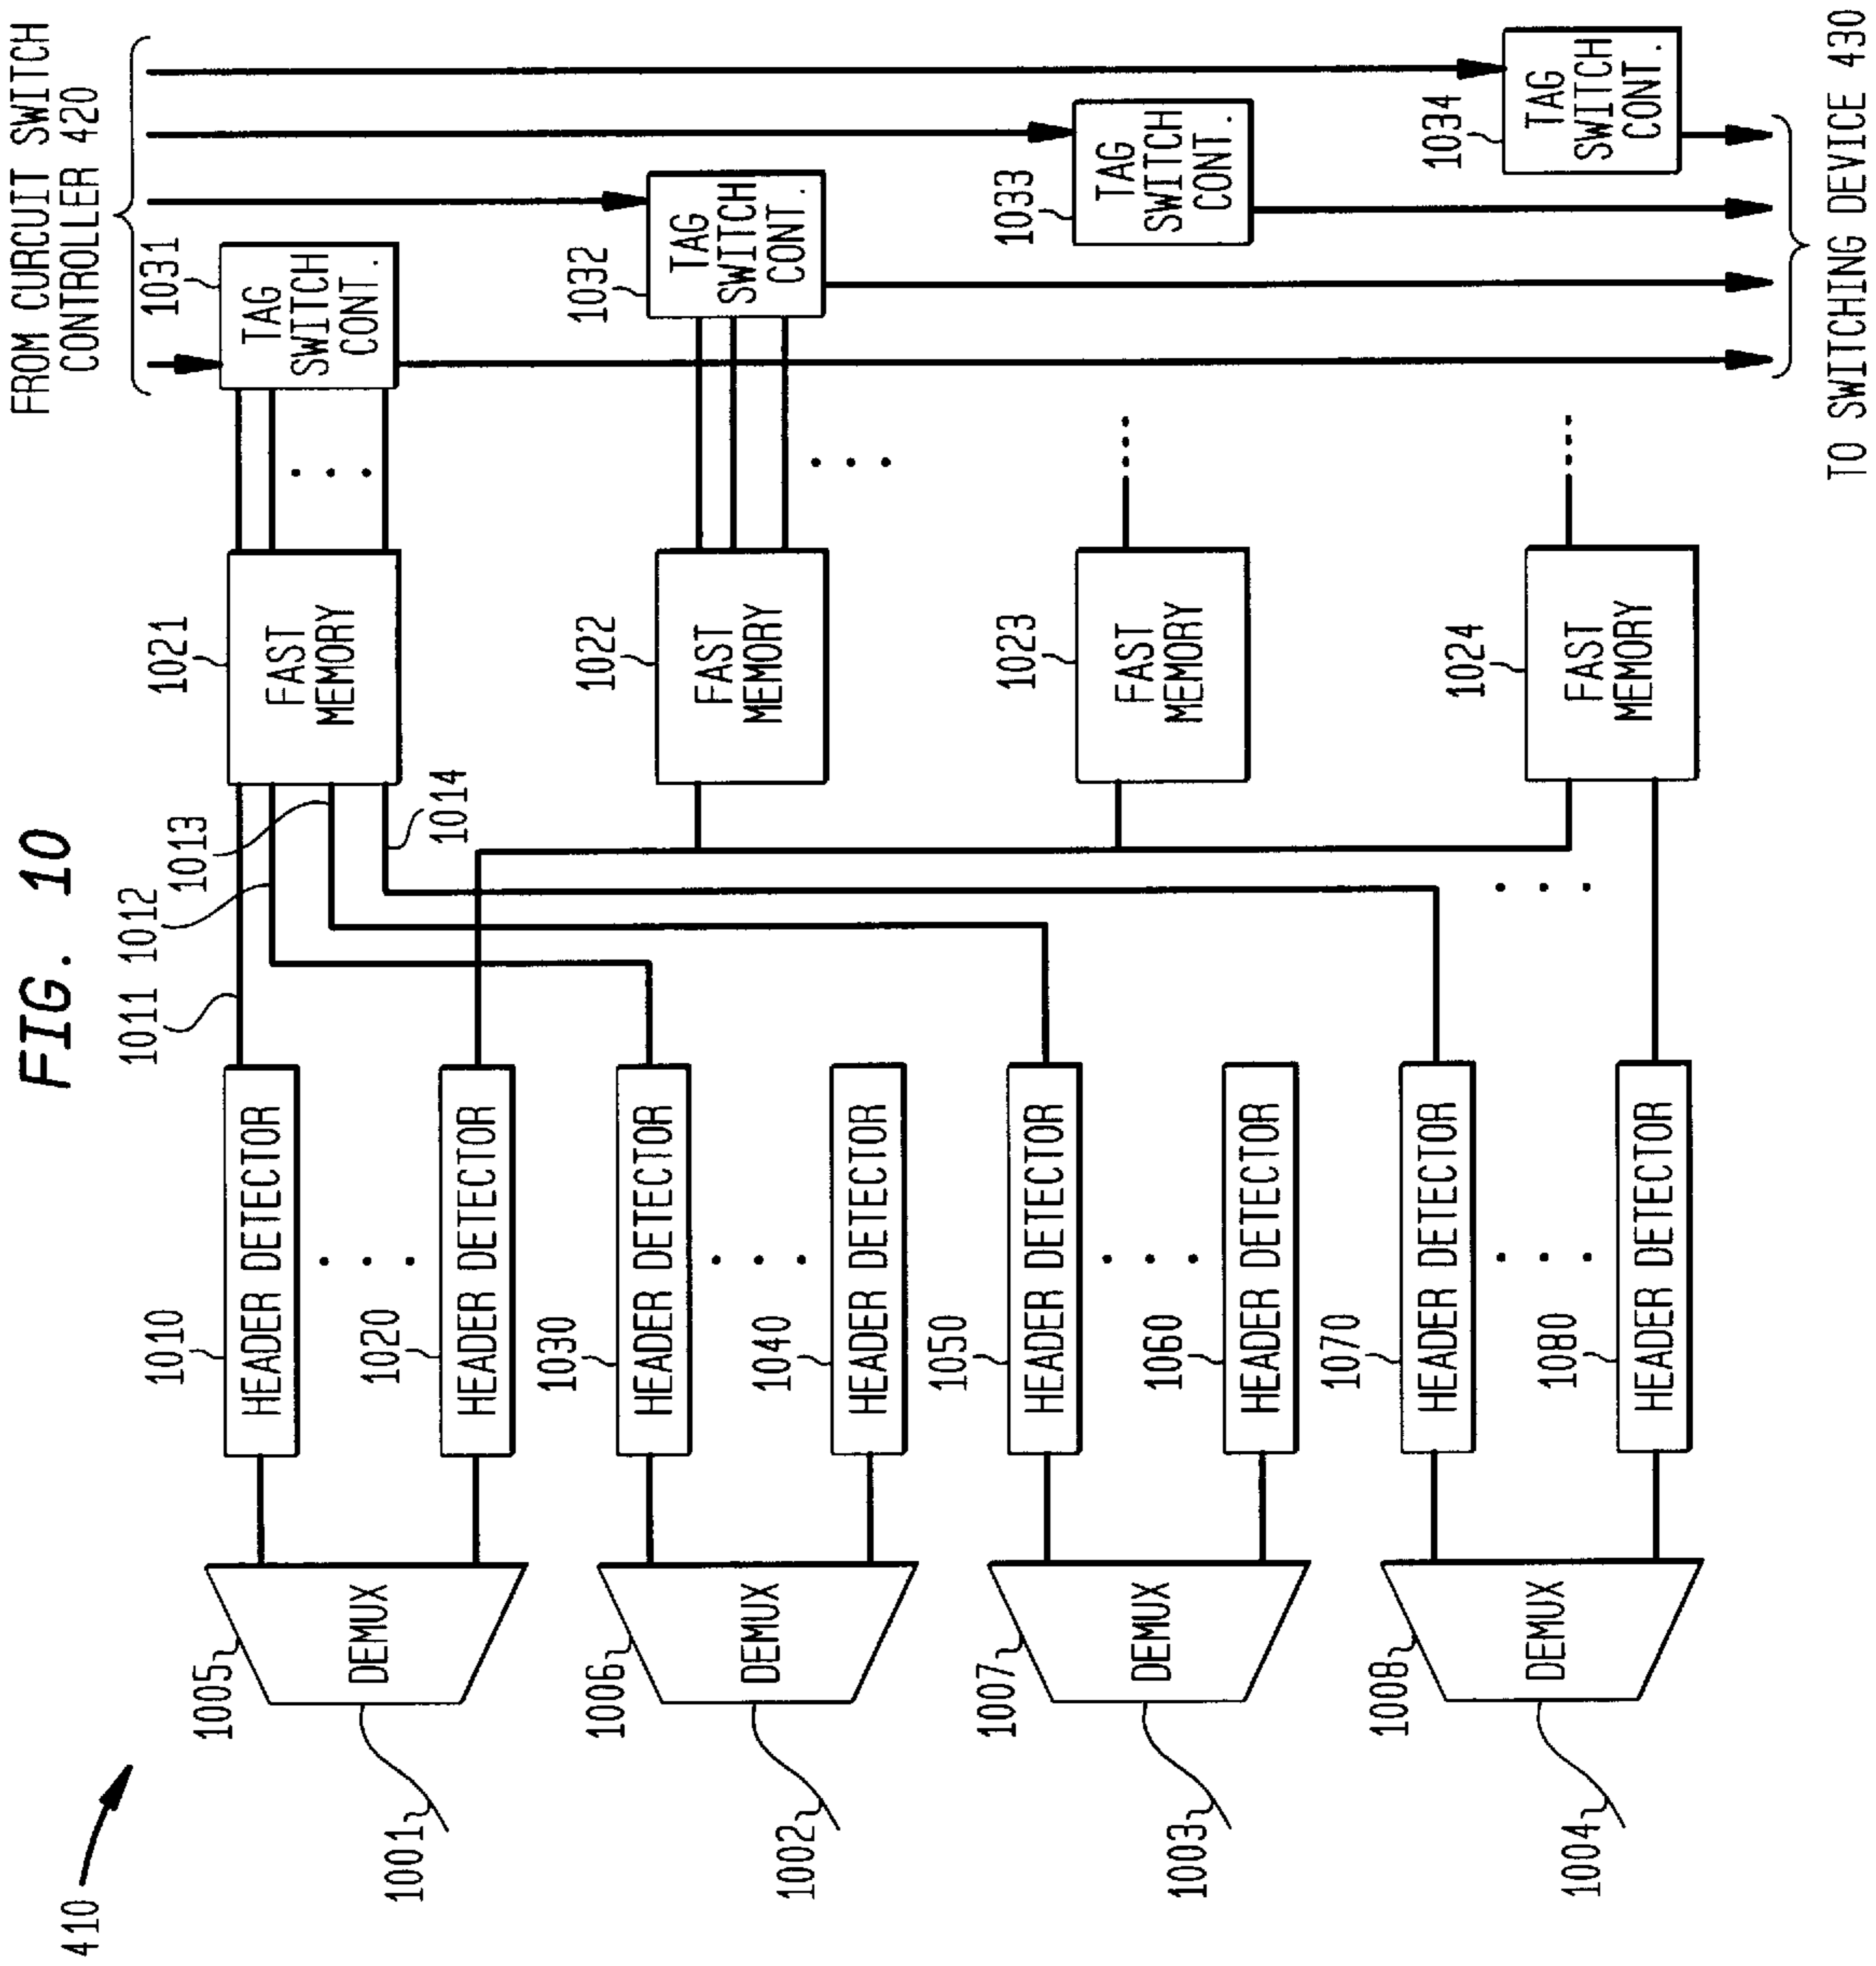 FIG. 10
410
FROM CURCUIT SWITCH
CONTROLLER 420
1001
1005
DEMUX
1010
HEADER DETECTOR
1020
HEADER DETECTOR
1011
1012
1013
1014
1021
FAST
MEMORY
1031
TAG
SWITCH
CONT.
1002
1006
DEMUX
1030
HEADER DETECTOR
1040
HEADER DETECTOR
1022
FAST
MEMORY
1032
TAG
SWITCH
CONT.
1003
1007
DEMUX
1050
HEADER DETECTOR
1060
HEADER DETECTOR
1023
FAST
MEMORY
1033
TAG
SWITCH
CONT.
1004
1008
DEMUX
1070
HEADER DETECTOR
1080
HEADER DETECTOR
1024
FAST
MEMORY
1034
TAG
SWITCH
CONT.
TO SWITCHING DEVICE 430